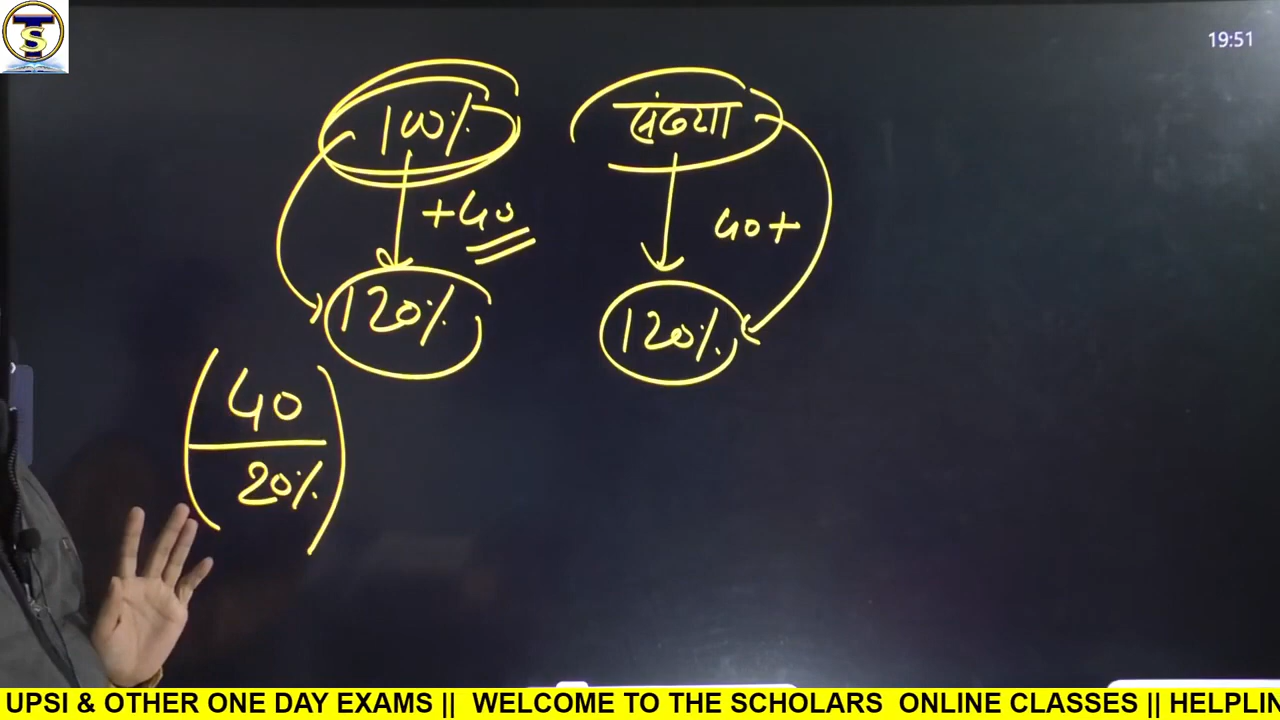 TS
19:51
100% संख्या
+40 40+
120% 120%
40
20%
UPSI & OTHER ONE DAY EXAMS || WELCOME TO THE SCHOLARS ONLINE CLASSES || HELPLIN